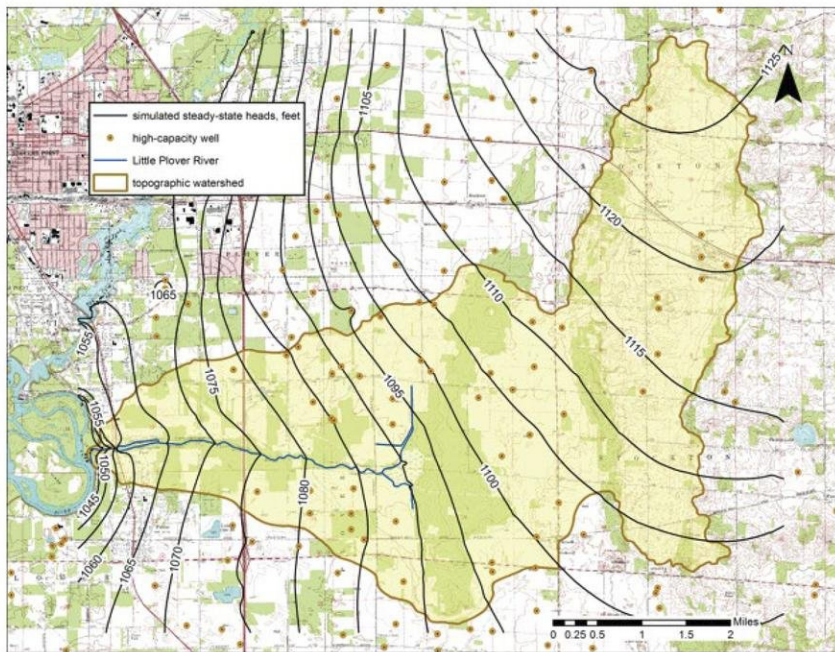 1125
simulated steady-state heads, feet
1105
high-capacity well
Little Plover River
topographic watershed
1120
P L O V E R
1065
1110
1055
1115
1075
1095
1055
1050
1080
1100
1045
1070
1065
1060
Miles
0 0.25 0.5 1 1.5 2